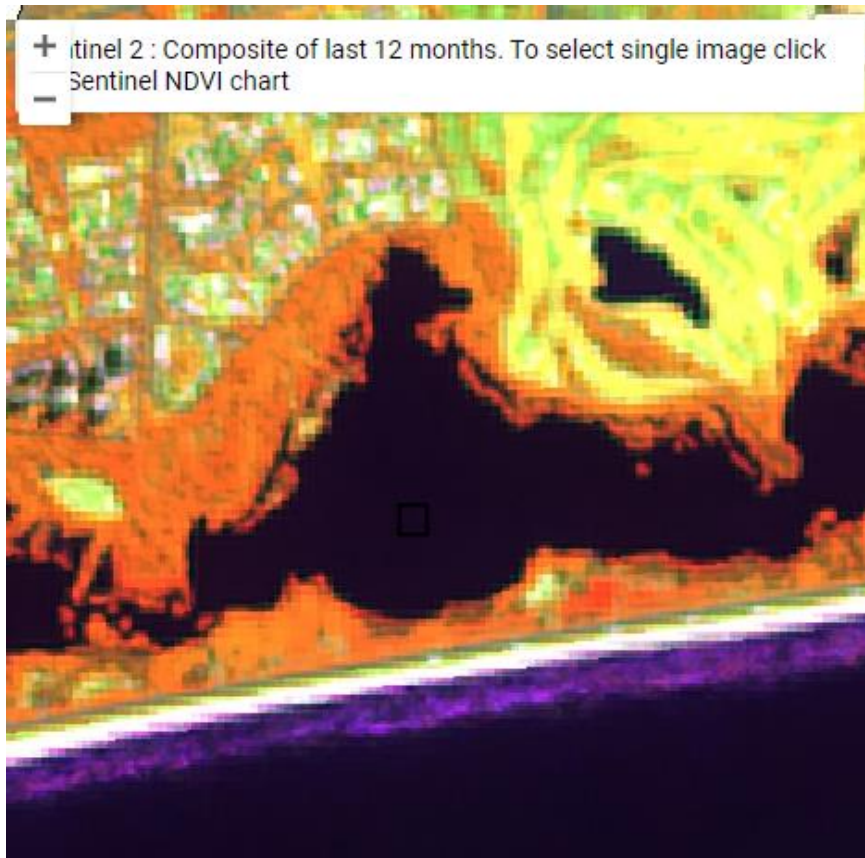 tinel 2 : Composite of last 12 months. To select single image click
Sentinel NDVI chart